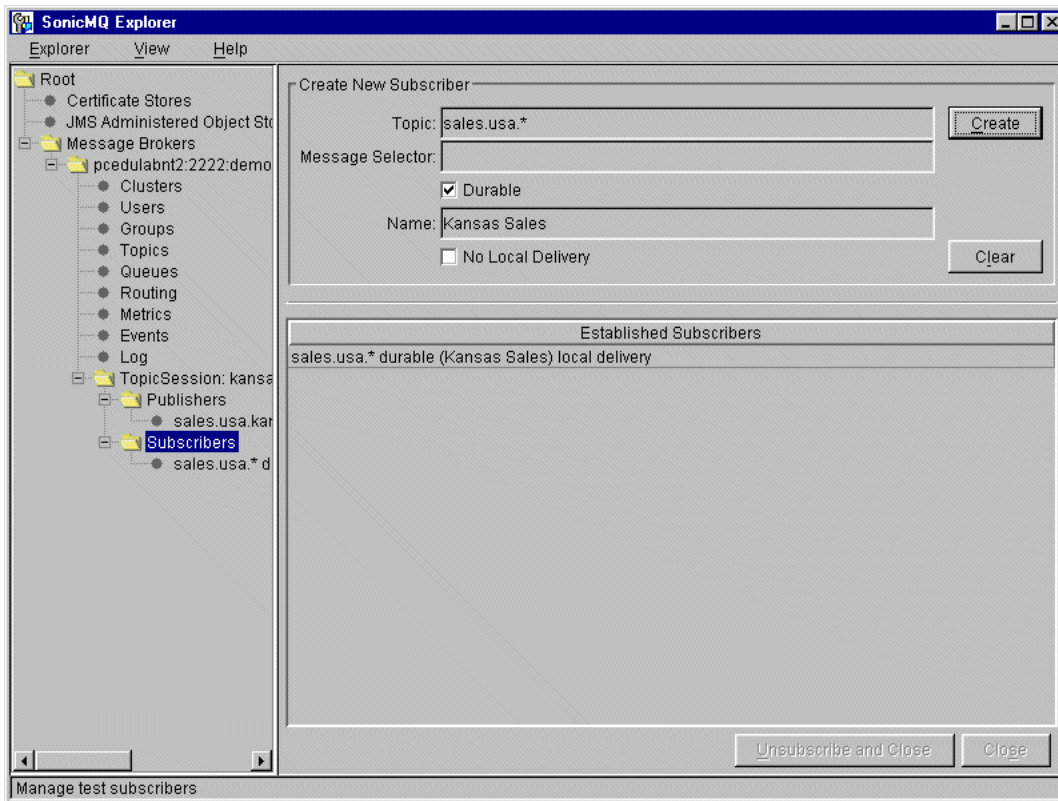 SonicMQ Explorer
Explorer View Help
Root
Certificate Stores
JMS Administered Object Sto
Message Brokers
pcedulabnt2:2222:demo
Clusters
Users
Groups
Topics
Queues
Routing
Metrics
Events
Log
TopicSession: kansa
Publishers
sales.usa.kan
Subscribers
sales.usa.* d
Create New Subscriber
Topic: sales.usa.* Create
Message Selector:
Durable
Name: Kansas Sales
No Local Delivery Clear
Established Subscribers
sales.usa.* durable (Kansas Sales) local delivery
Unsubscribe and Close Close
Manage test subscribers